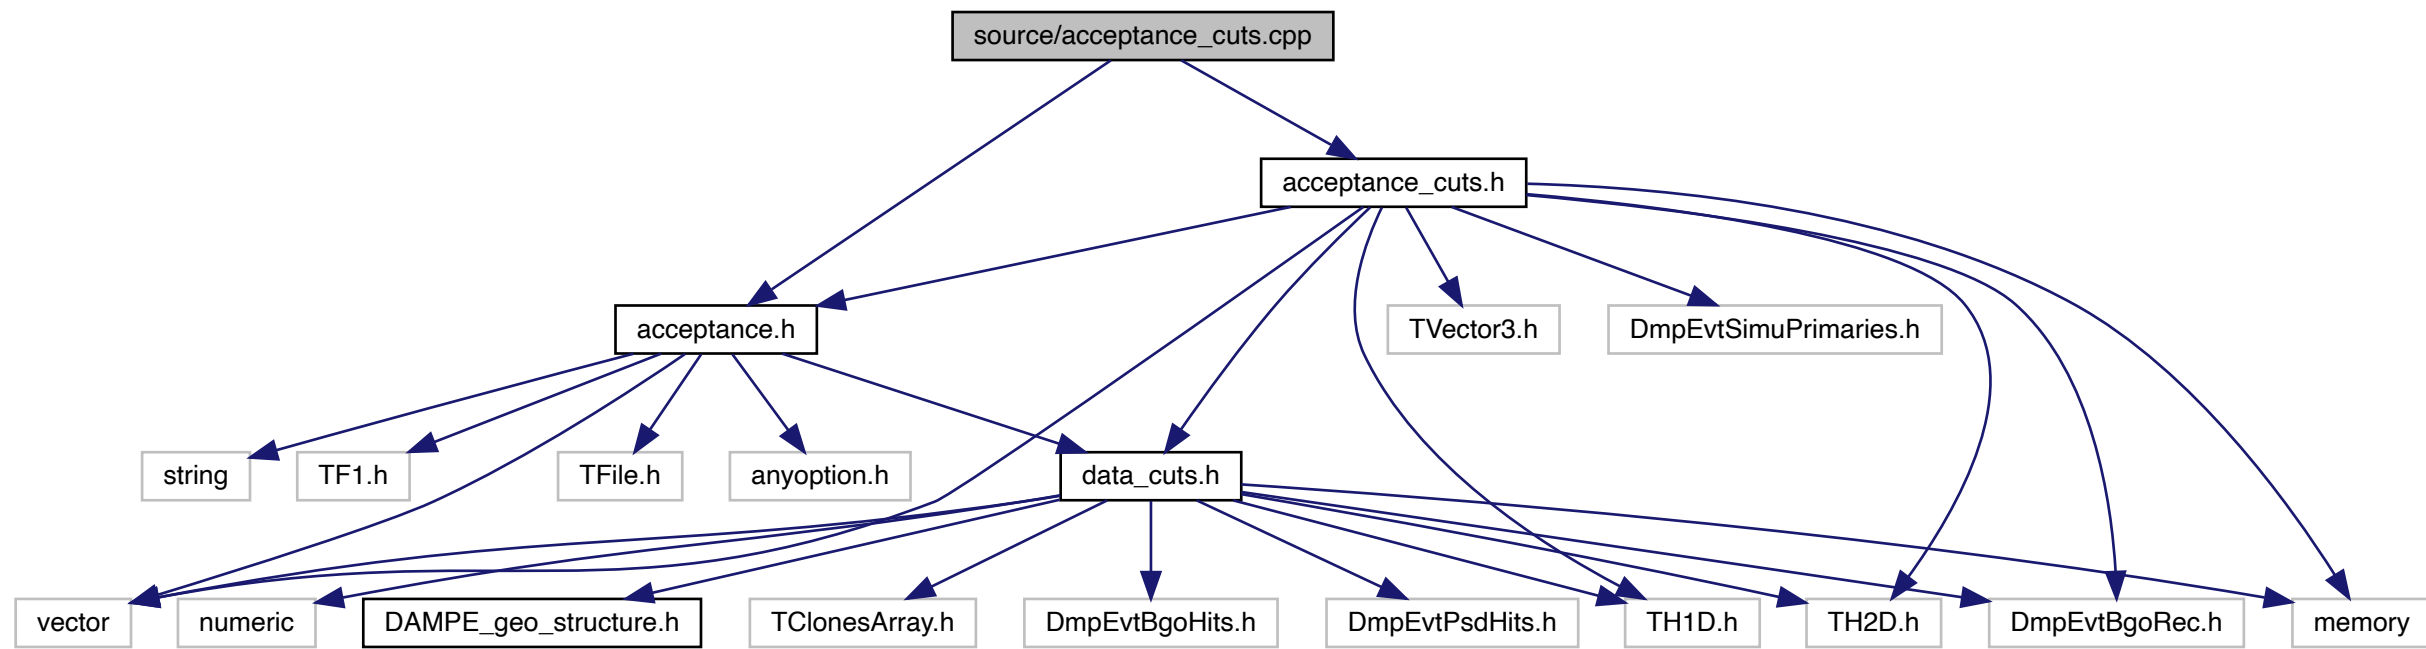 source/acceptance_cuts.cpp
acceptance_cuts.h
acceptance.h
TVector3.h
DmpEvtSimuPrimaries.h
string
TF1.h
TFile.h
anyoption.h
data_cuts.h
vector
numeric
DAMPE_geo_structure.h
TClonesArray.h
DmpEvtBgoHits.h
DmpEvtPsdHits.h
TH1D.h
TH2D.h
DmpEvtBgoRec.h
memory